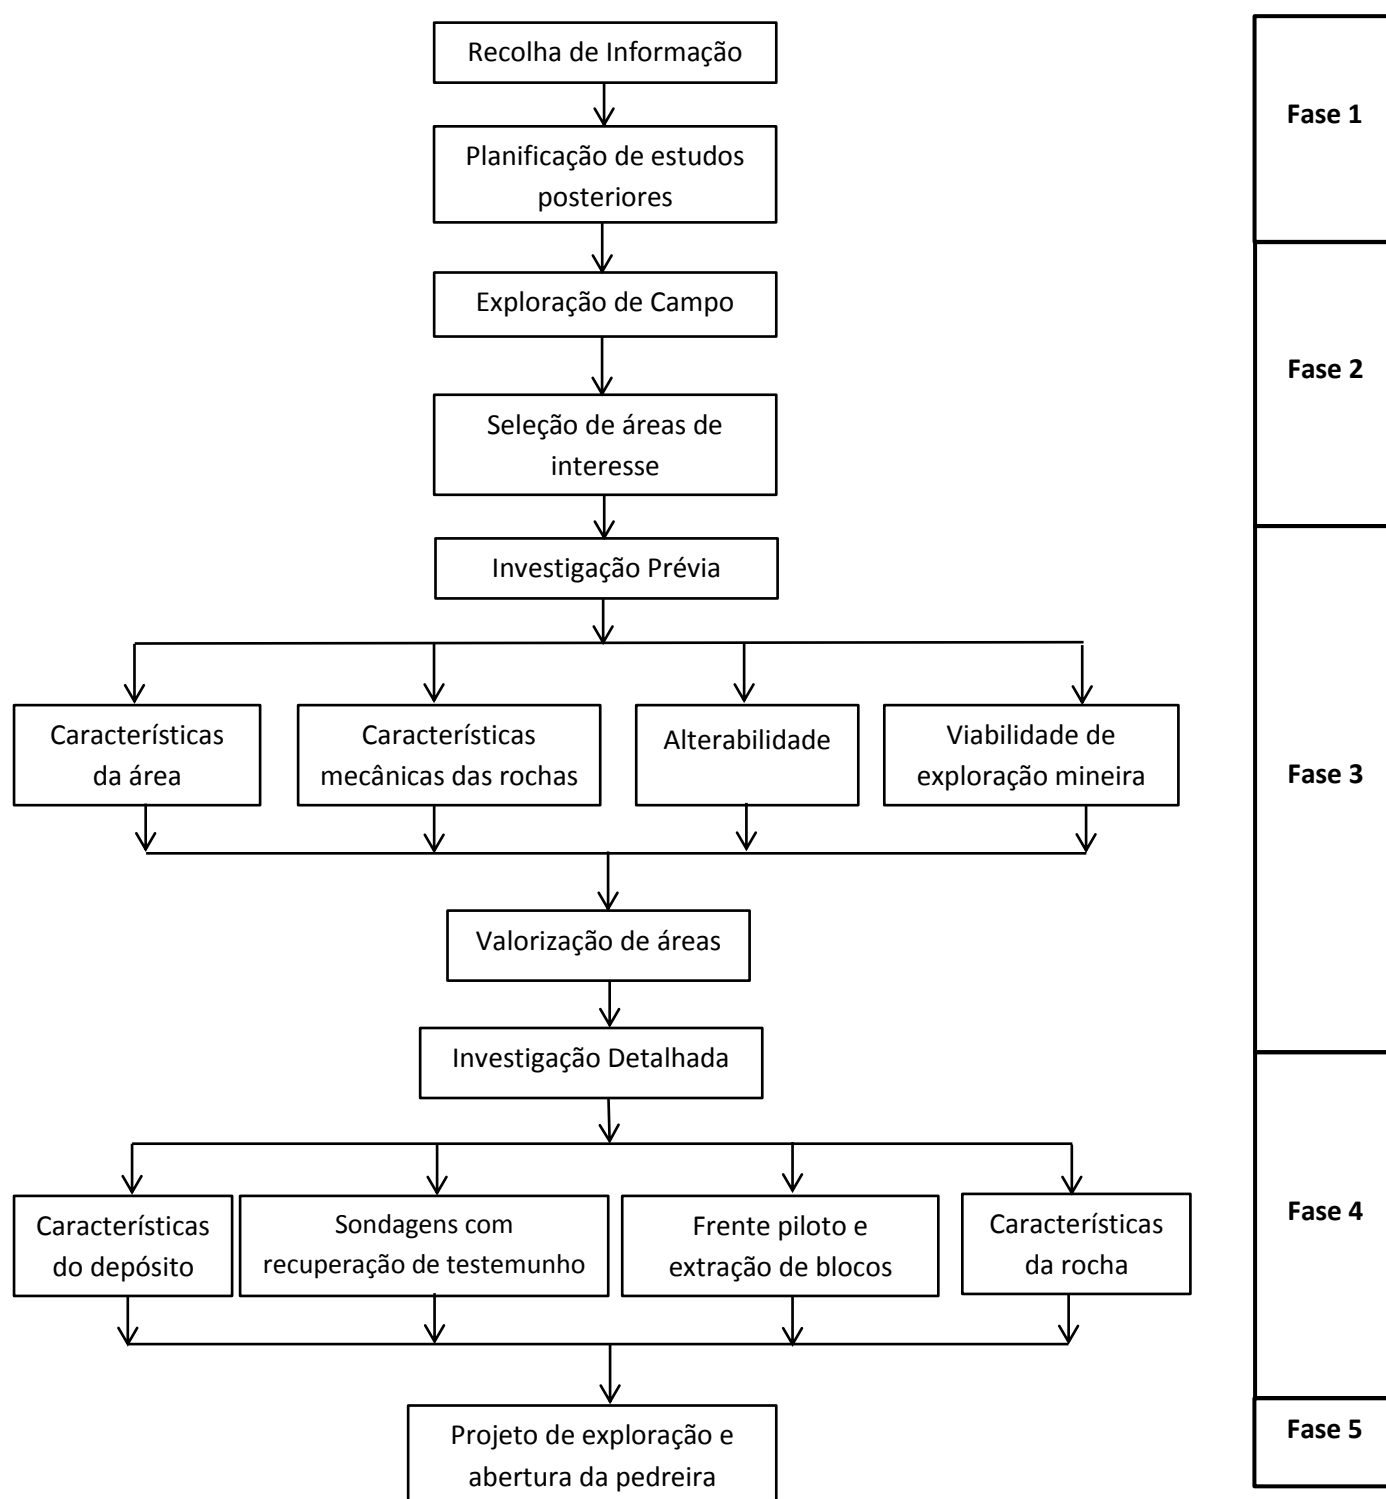 Recolha de Informação
Fase 1
Planificação de estudos
posteriores
Exploração de Campo
Fase 2
Seleção de áreas de
interesse
Investigação Prévia
Características
da área
Características
mecânicas das rochas
Alterabilidade
Viabilidade de
exploração mineira
Fase 3
Valorização de áreas
Investigação Detalhada
Características
do depósito
Sondagens com
recuperação de testemunho
Frente piloto e
extração de blocos
Características
da rocha
Fase 4
Projeto de exploração e
abertura da pedreira
Fase 5